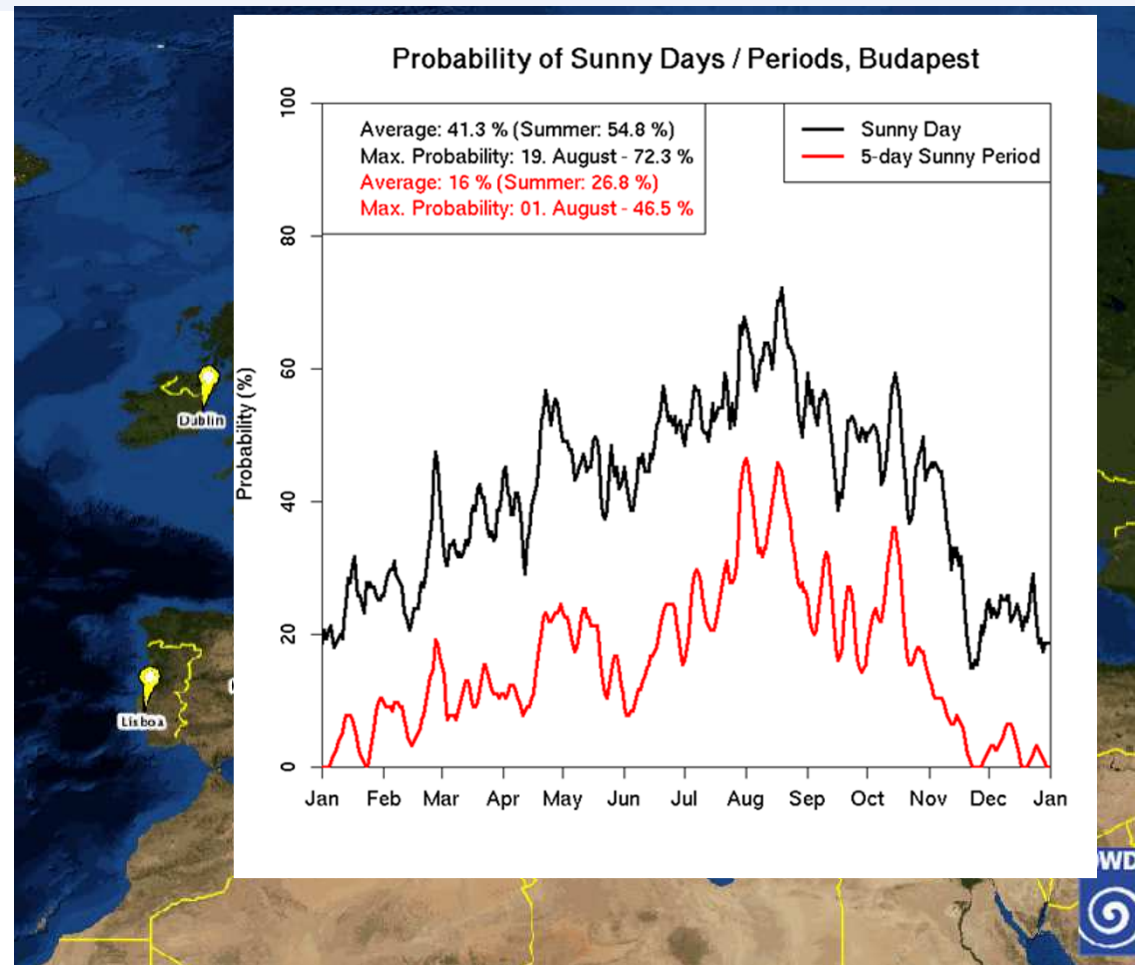 Probability of Sunny Days / Periods, Budapest
Average: 41.3 % (Summer: 54.8 %)
Max. Probability: 19. August - 72.3 %
Average: 16 % (Summer: 26.8 %)
Max. Probability: 01. August - 46.5 %
Sunny Day
5-day Sunny Period
Probability (%)
100
80
60
40
20
0
Jan Feb Mar Apr May Jun Jul Aug Sep Oct Nov Dec Jan
Dublin
Lisboa